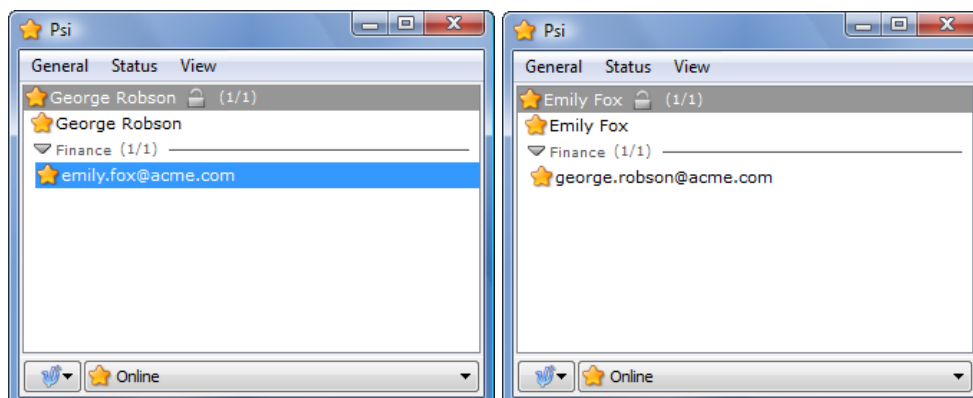 Psi
General Status View
George Robson (1/1)
George Robson
Finance (1/1)
emily.fox@acme.com
Online
Psi
General Status View
Emily Fox (1/1)
Emily Fox
Finance (1/1)
george.robson@acme.com
Online